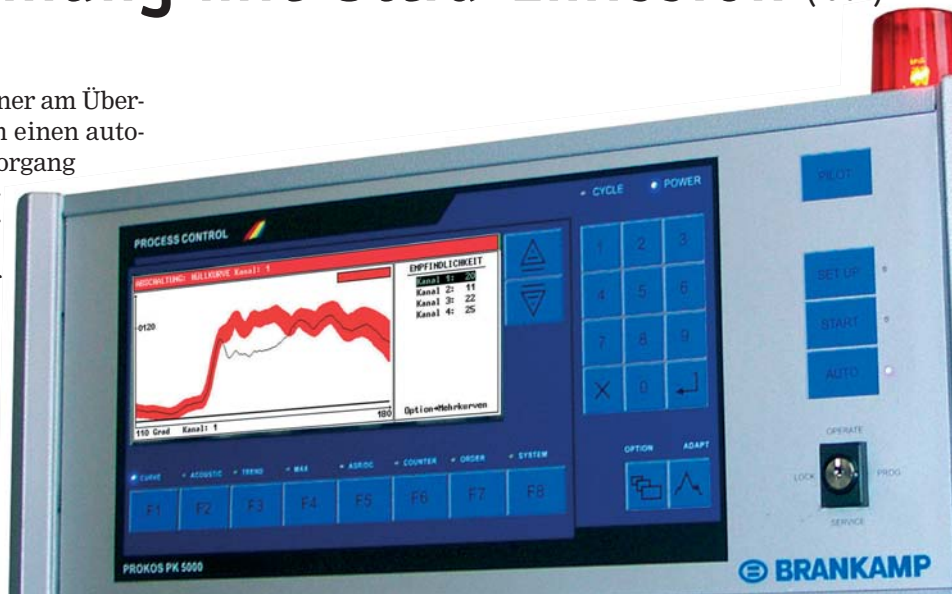 ner am Über-
n einen auto-
organg
PROCESS CONTROL
ABSCHALTUNG: HÜLLKURVE Kanal: 1
0120
110 Grad Kanal: 1
180
EMPFINDLICHKEIT
Kanal 1: 20
Kanal 2: 11
Kanal 3: 22
Kanal 4: 25
Option→Mehrkurven
CYCLE POWER
1 2 3
4 5 6
7 8 9
X 0
OPTION ADAPT
CURVE ACOUSTIC TREND MAX ASR/DC COUNTER ORDER SYSTEM
F1 F2 F3 F4 F5 F6 F7 F8
PROKOS PK 5000
PILOT
SET UP
START
AUTO
OPERATE
LOCK PROG
SERVICE
BRANKAMP